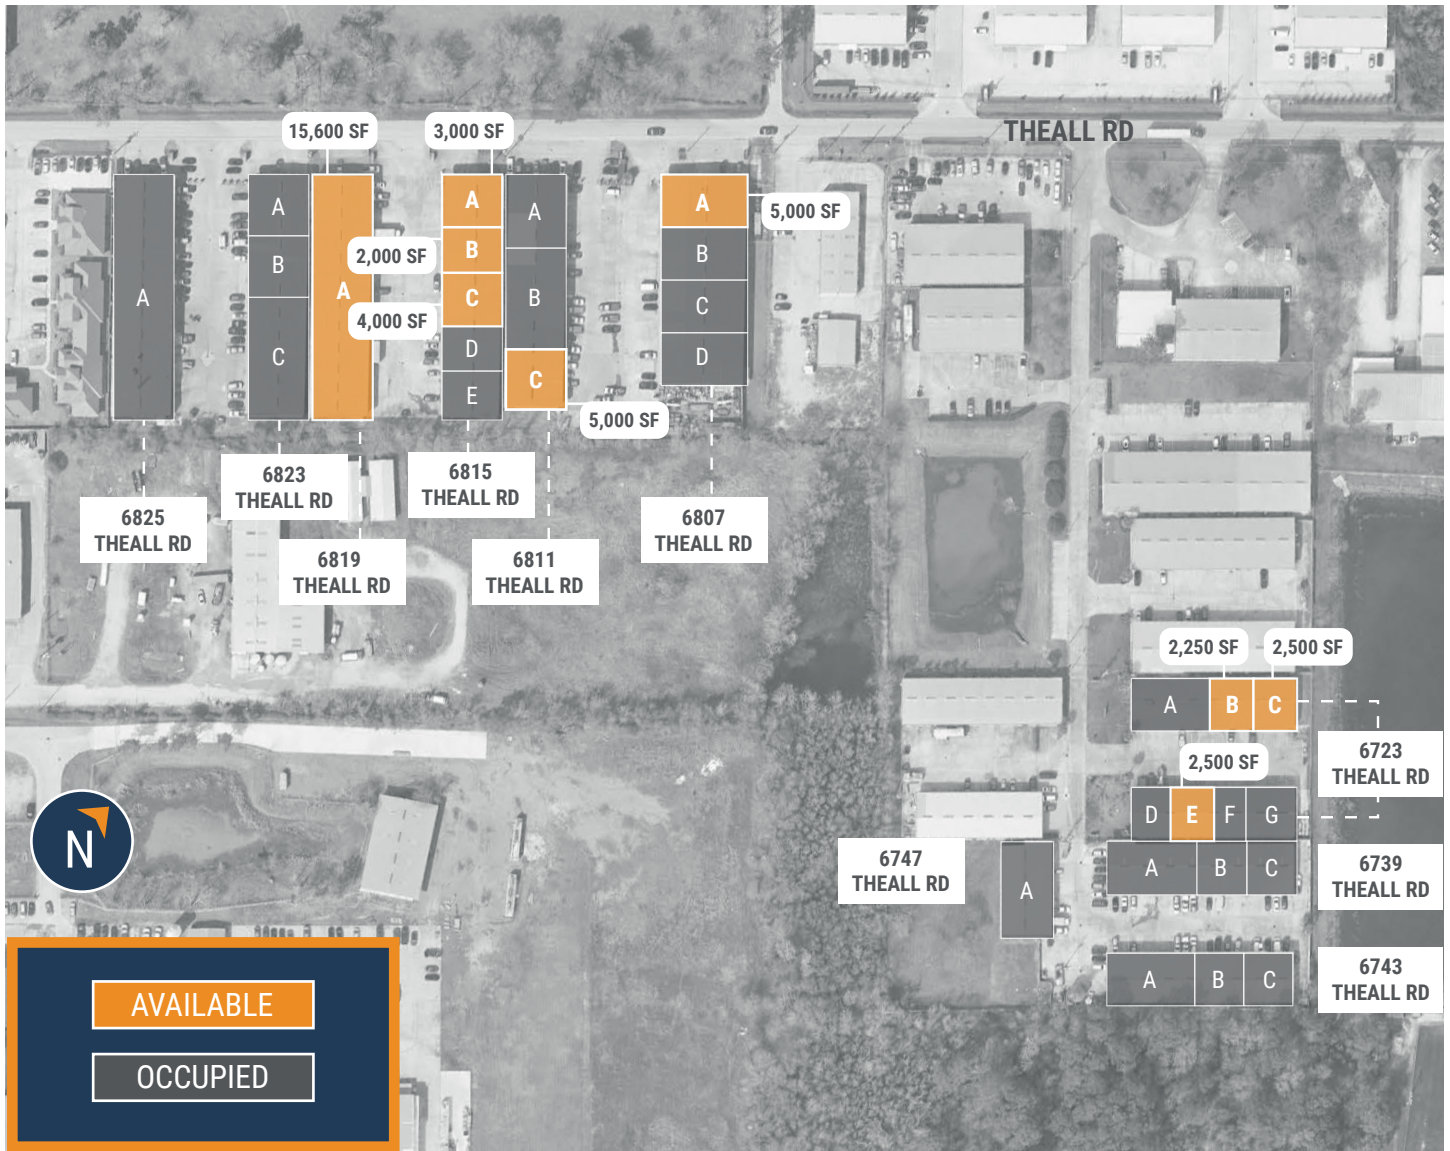 THEALL RD
15,600 SF
3,000 SF
A
A
B
C
A
A
B
C
D
E
2,000 SF
4,000 SF
A
B
C
5,000 SF
A
B
C
D
5,000 SF
6825
THEALL RD
6823
THEALL RD
6819
THEALL RD
6815
THEALL RD
6811
THEALL RD
6807
THEALL RD
2,250 SF
2,500 SF
A
B
C
6723
THEALL RD
2,500 SF
D
E
F
G
6747
THEALL RD
A
A
B
C
6739
THEALL RD
A
B
C
6743
THEALL RD
N
AVAILABLE
OCCUPIED